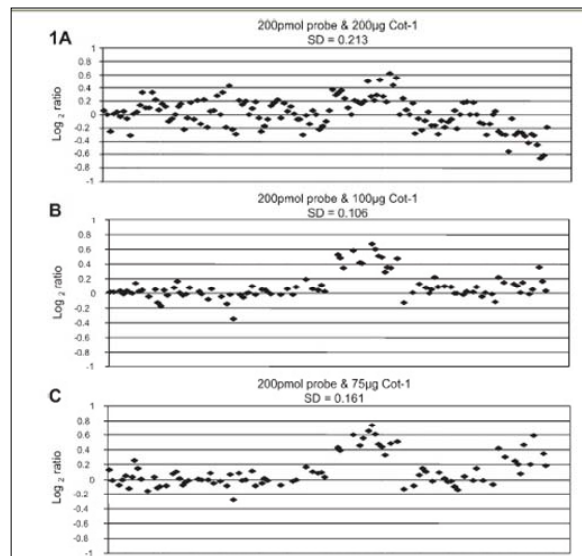 1A
200pmol probe & 200µg Cot-1
SD = 0.213
Log 2 ratio
1
0.8
0.6
0.4
0.2
0
-0.2
-0.4
-0.6
-0.8
-1
B
200pmol probe & 100µg Cot-1
SD = 0.106
Log 2 ratio
1
0.8
0.6
0.4
0.2
0
-0.2
-0.4
-0.6
-0.8
-1
C
200pmol probe & 75µg Cot-1
SD = 0.161
Log 2 ratio
1
0.8
0.6
0.4
0.2
0
-0.2
-0.4
-0.6
-0.8
-1